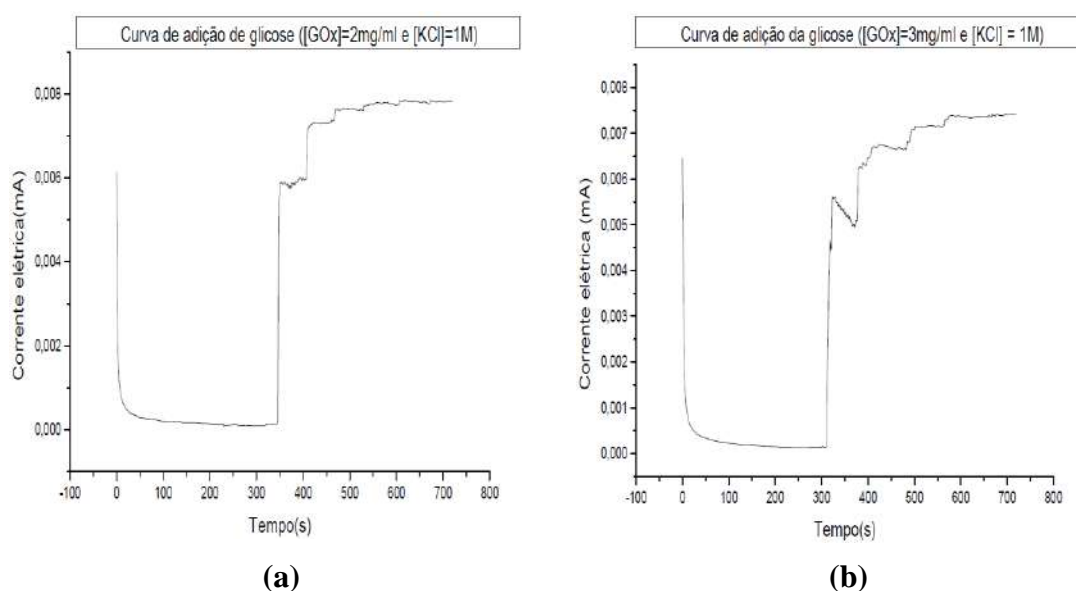 Curva de adição de glicose ([GOx]=2mg/ml e [KCl]=1M)
0,008
0,006
0,004
0,002
0,000
Corrente elétrica(mA)
-100 0 100 200 300 400 500 600 700 800
Tempo(s)
(a)
Curva de adição da glicose ([GOx]=3mg/ml e [KCl] = 1M)
0,008
0,007
0,006
0,005
0,004
0,003
0,002
0,001
0,000
Corrente elétrica (mA)
-100 0 100 200 300 400 500 600 700 800
Tempo(s)
(b)